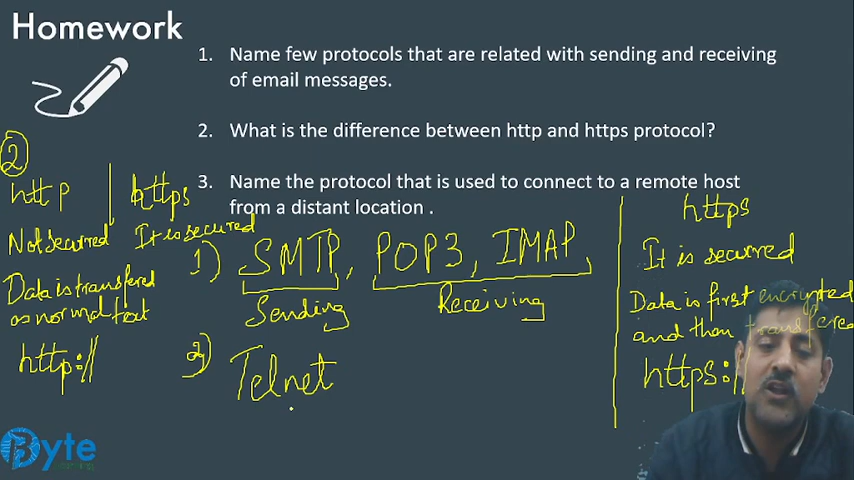 Homework
1. Name few protocols that are related with sending and receiving
of email messages.
2. What is the difference between http and https protocol?
3. Name the protocol that is used to connect to a remote host
from a distant location .
2
http
https
Not securred
It is secured
Data is transfered
as normal text
http://
1) SMTP, POP3, IMAP
Sending
Receiving
Telnet
https
It is securred
Data is first encrypted
and then transfered
https://
Byte